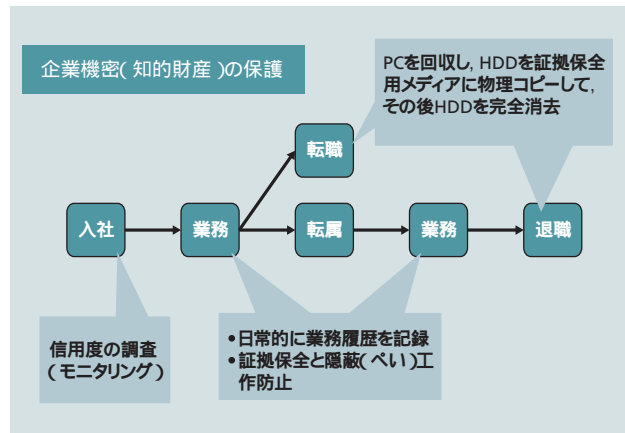 企業機密(知的財産)の保護
PCを回収し, HDDを証拠保全
用メディアに物理コピーして,
その後HDDを完全消去
転職
入社
業務
転属
業務
退職
信用度の調査
(モニタリング)
•日常的に業務履歴を記録
•証拠保全と隠蔽(ぺい)工
作防止